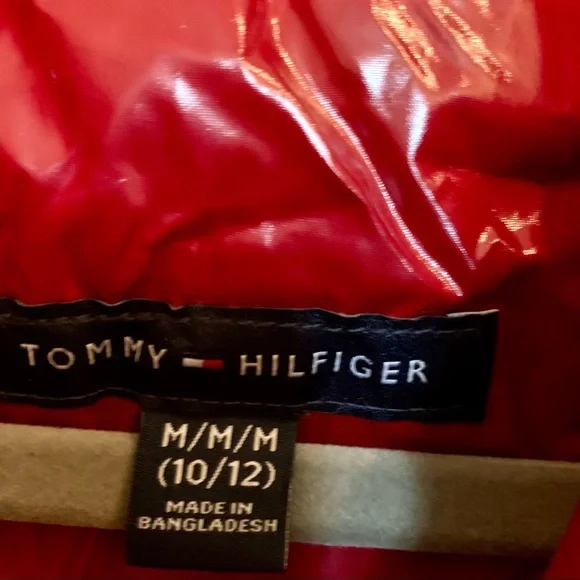 TOMMY HILFIGER
M/M/M
(10/12)
MADE IN
BANGLADESH